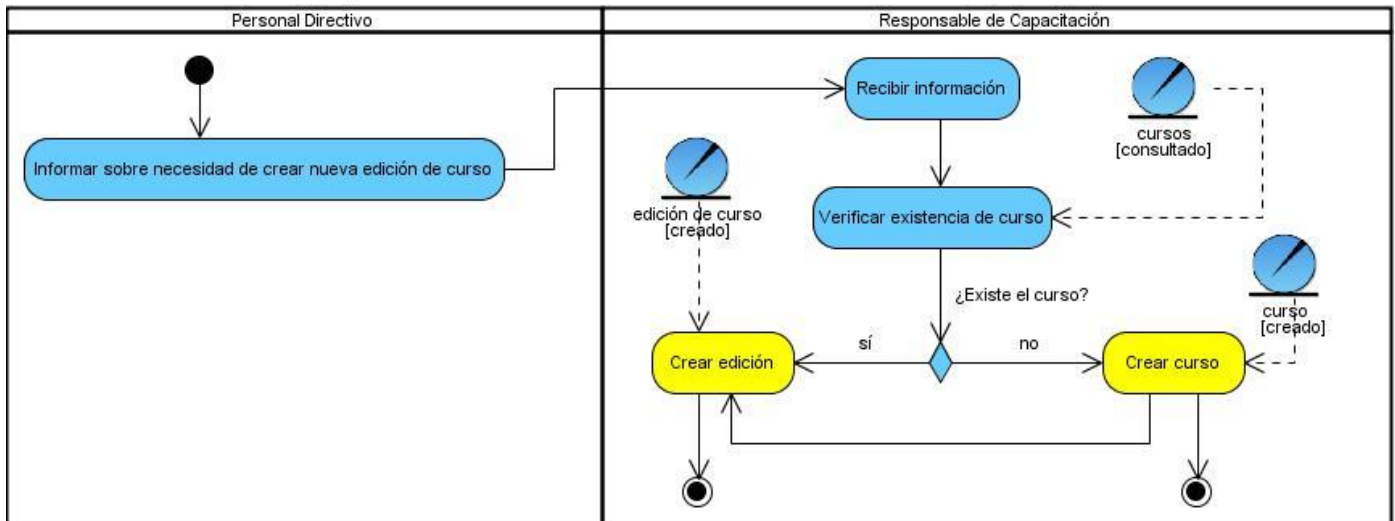 Personal Directivo
Responsable de Capacitación
Recibir información
cursos
[consultado]
Informar sobre necesidad de crear nueva edición de curso
edición de curso
[creado]
Verificar existencia de curso
¿Existe el curso?
curso
[creado]
sí
no
Crear edición
Crear curso